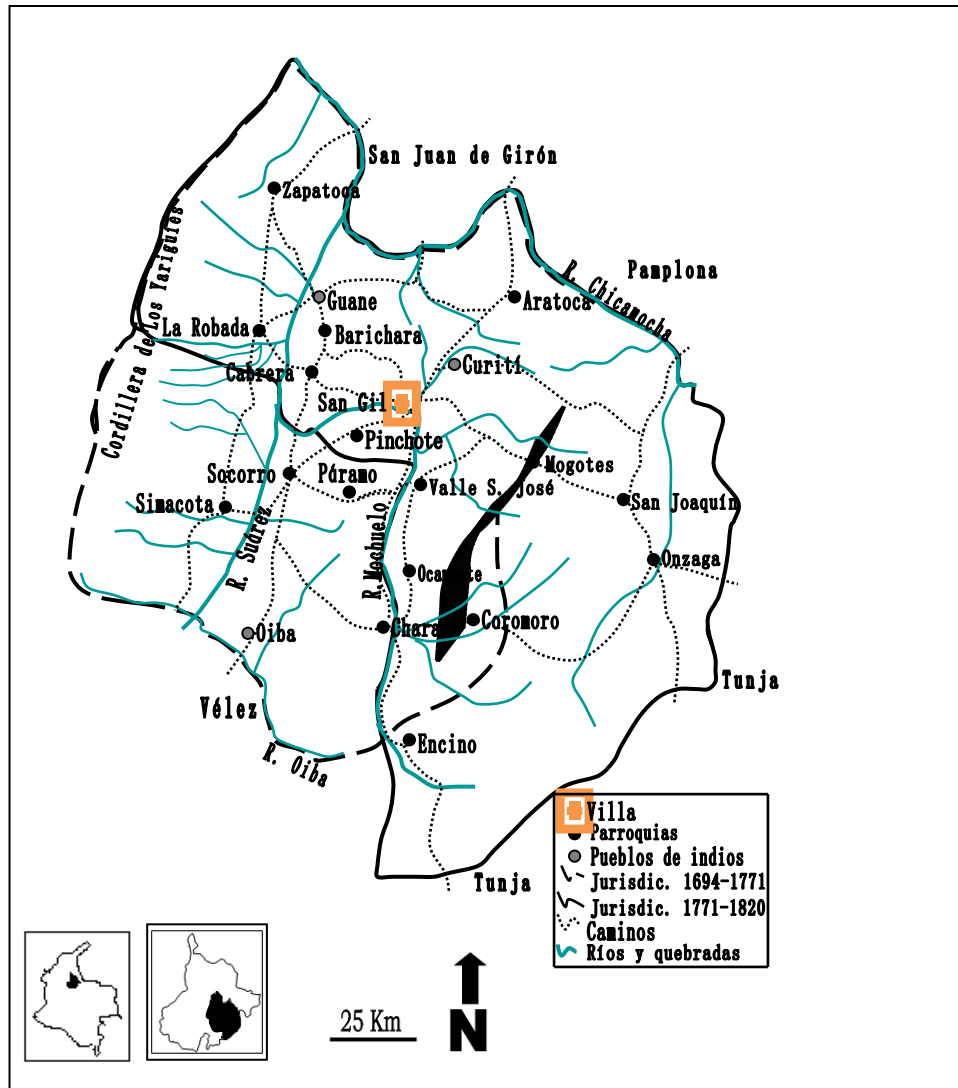 San Juan de Girón
Zapatoca
Cordillera de Los Yariguíes
Pamplona
R. Chicamocha
Guane
Aratoca
La Robada
Barichara
Curití
Cabrera
San Gil
Pinchote
Mogotes
Socorro
Páramo
Valle S. José
San Joaquín
Simacota
R. Suárez
R. Mochuelo
Onzaga
Ocamonte
Oiba
Chara
Coromoro
Tunja
Vélez
Encino
R. Oiba
Tunja
Villa
Parroquias
Pueblos de indios
Jurisdic. 1694-1771
Jurisdic. 1771-1820
Caminos
Ríos y quebradas
25 Km
N